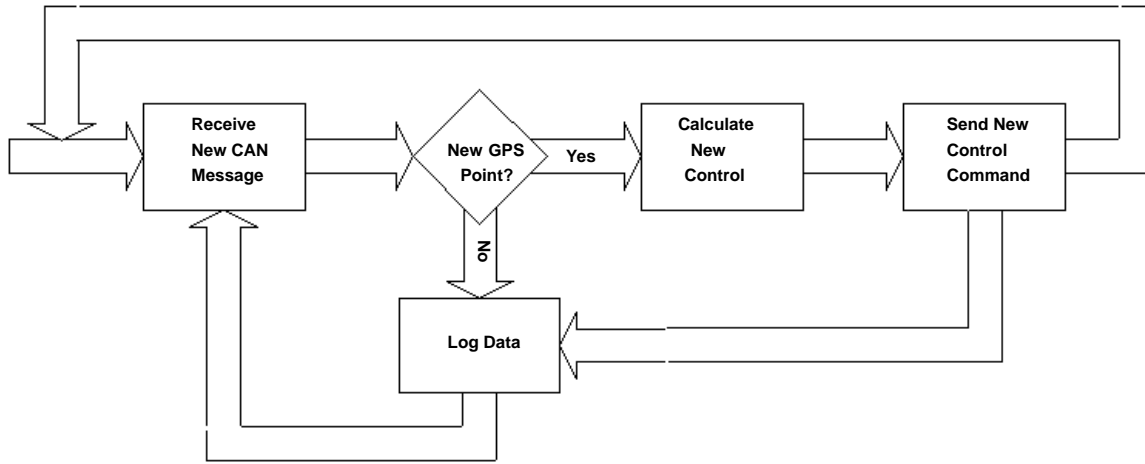 Receive
New CAN
Message
New GPS
Point?
Yes
Calculate
New
Control
Send New
Control
Command
No
Log Data